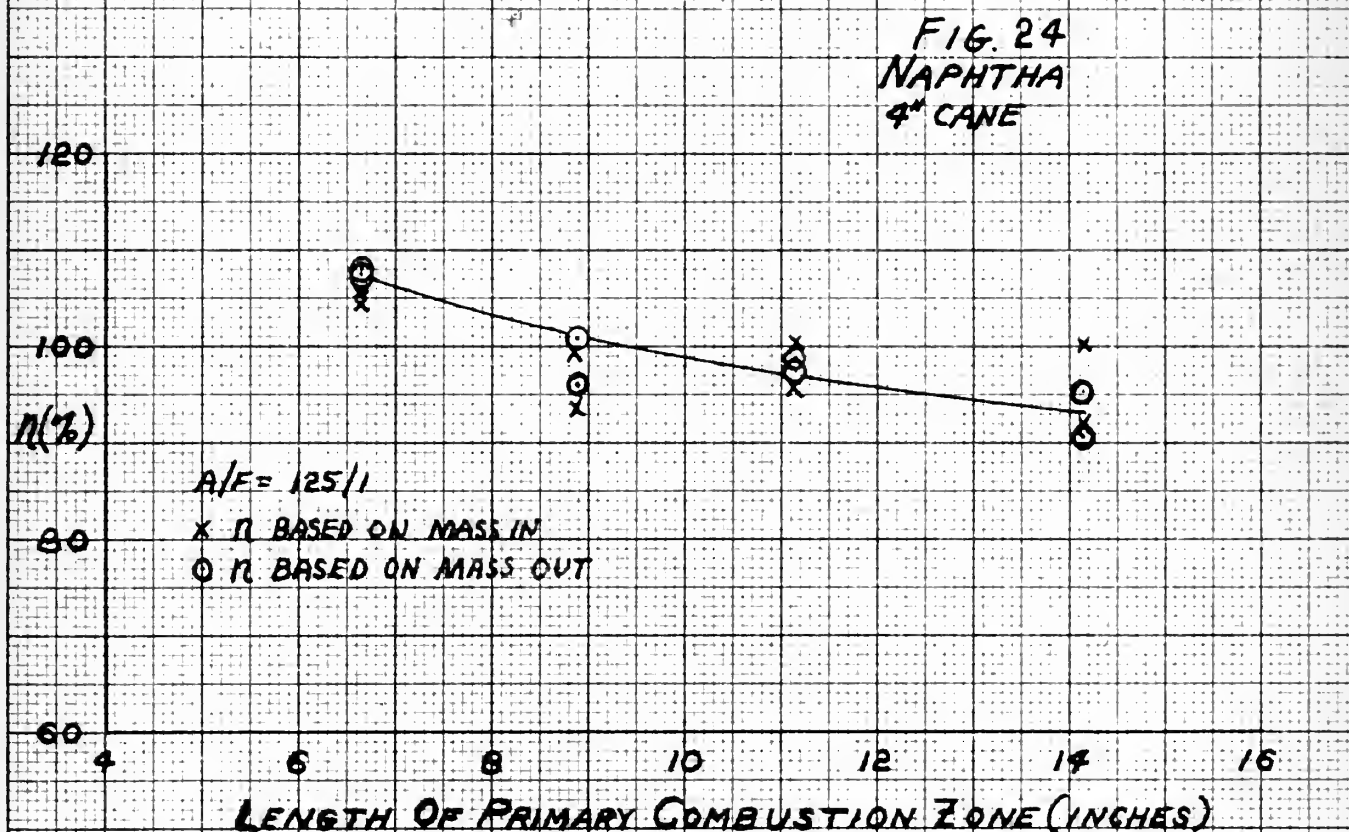 FIG. 24
NAPHTHA
4" CANE
120
100
η(%)
A/F = 125/1
x η BASED ON MASS IN
80
⊙ η BASED ON MASS OUT
60
4 6 8 10 12 14 16
LENGTH OF PRIMARY COMBUSTION ZONE (INCHES)